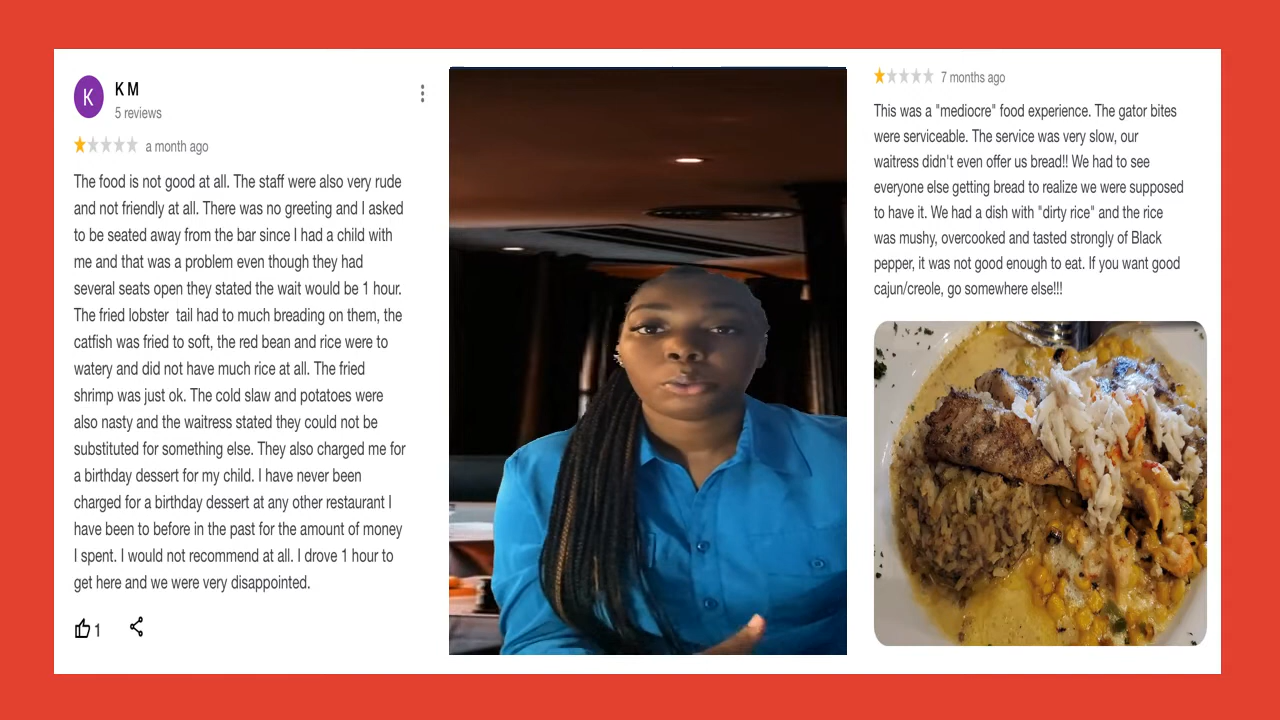 K
K M
5 reviews
a month ago
The food is not good at all. The staff were also very rude
and not friendly at all. There was no greeting and I asked
to be seated away from the bar since I had a child with
me and that was a problem even though they had
several seats open they stated the wait would be 1 hour.
The fried lobster  tail had to much breading on them, the
catfish was fried to soft, the red bean and rice were to
watery and did not have much rice at all. The fried
shrimp was just ok. The cold slaw and potatoes were
also nasty and the waitress stated they could not be
substituted for something else. They also charged me for
a birthday dessert for my child. I have never been
charged for a birthday dessert at any other restaurant I
have been to before in the past for the amount of money
I spent. I would not recommend at all. I drove 1 hour to
get here and we were very disappointed.
1
7 months ago
This was a "mediocre" food experience. The gator bites
were serviceable. The service was very slow, our
waitress didn't even offer us bread!! We had to see
everyone else getting bread to realize we were supposed
to have it. We had a dish with "dirty rice" and the rice
was mushy, overcooked and tasted strongly of Black
pepper, it was not good enough to eat. If you want good
cajun/creole, go somewhere else!!!